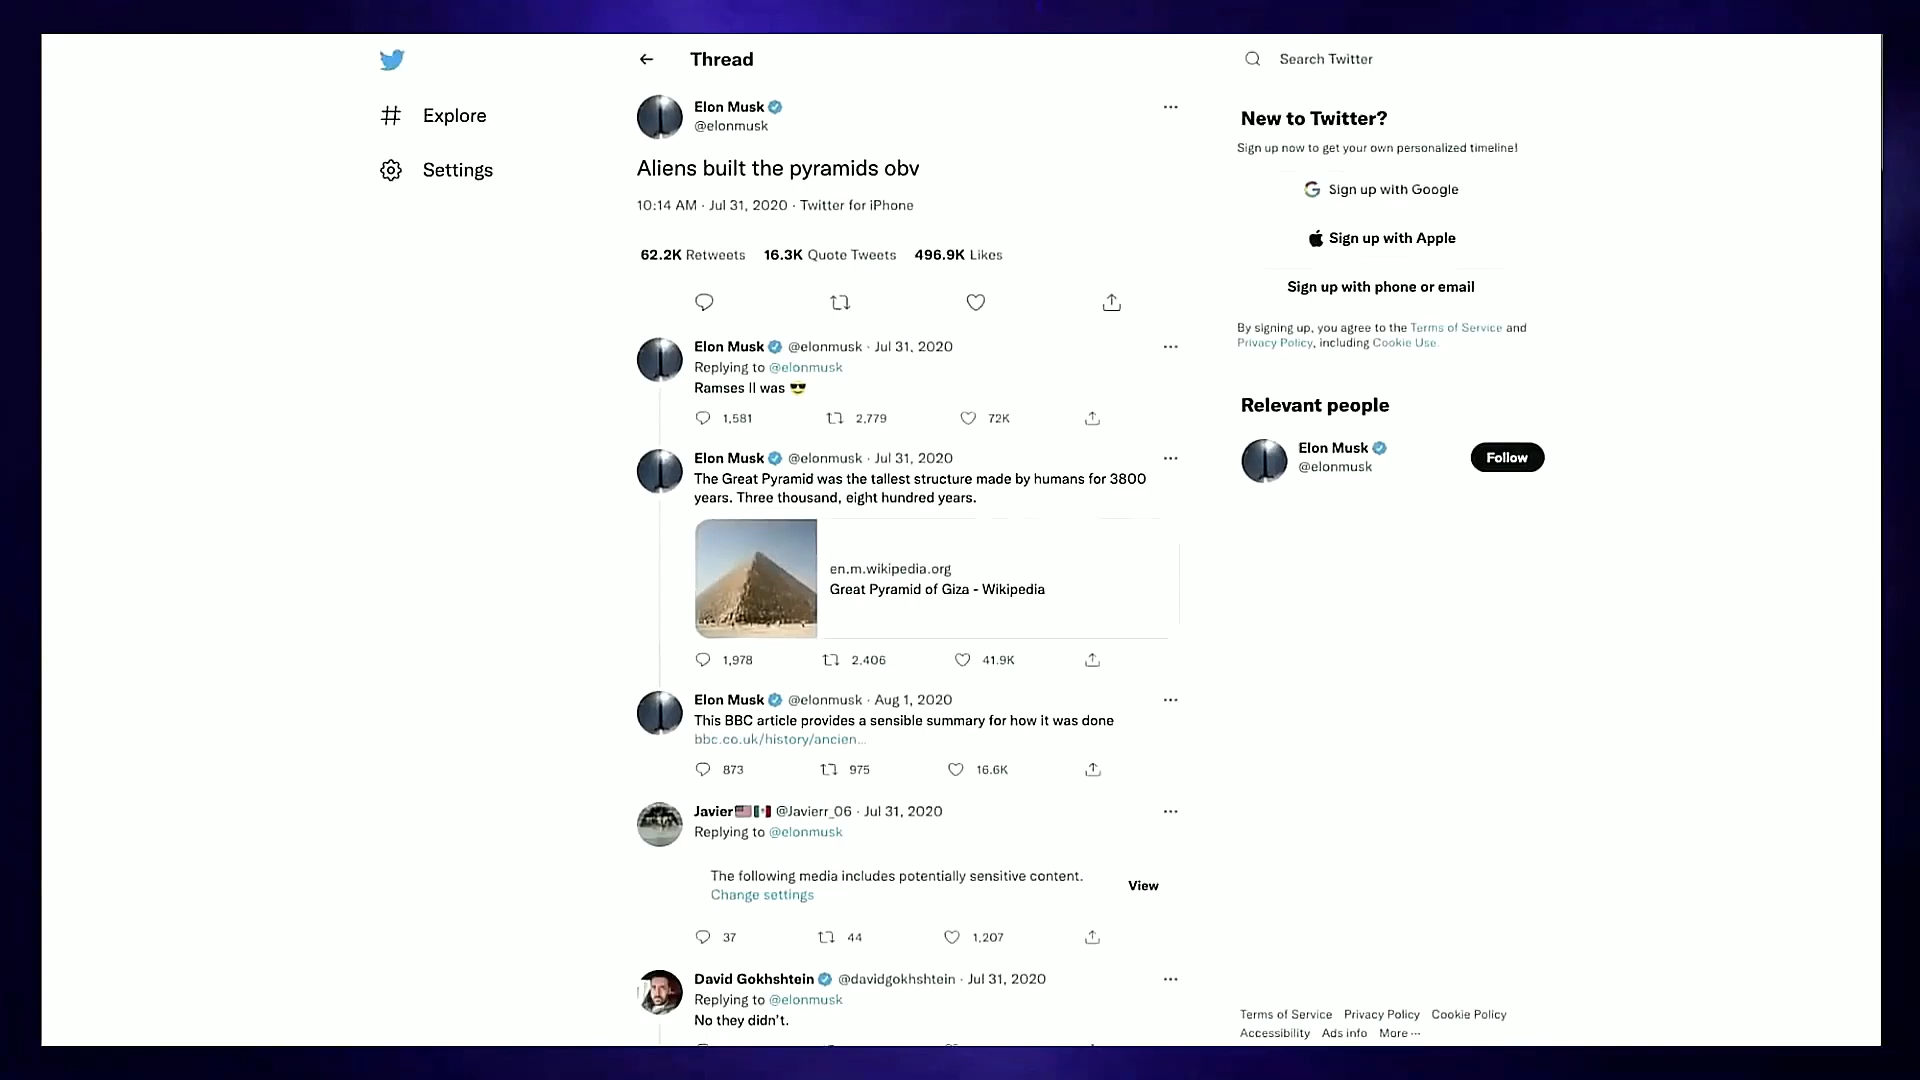 Thread
Search Twitter
Explore
Settings
Elon Musk
@elonmusk
Aliens built the pyramids obv
10:14 AM · Jul 31, 2020 · Twitter for iPhone
62.2K Retweets 16.3K Quote Tweets 496.9K Likes
Elon Musk @elonmusk · Jul 31, 2020
Replying to @elonmusk
Ramses II was 😎
1,581 2,779 72K
Elon Musk @elonmusk · Jul 31, 2020
The Great Pyramid was the tallest structure made by humans for 3800
years. Three thousand, eight hundred years.
en.m.wikipedia.org
Great Pyramid of Giza - Wikipedia
1,978 2,406 41.9K
Elon Musk @elonmusk · Aug 1, 2020
This BBC article provides a sensible summary for how it was done
bbc.co.uk/history/ancien...
873 975 16.6K
Javier🇺🇸🇲🇽 @Javierr_06 · Jul 31, 2020
Replying to @elonmusk
The following media includes potentially sensitive content.
Change settings
View
37 44 1,207
David Gokhshtein @davidgokhshtein · Jul 31, 2020
Replying to @elonmusk
No they didn't.
New to Twitter?
Sign up now to get your own personalized timeline!
Sign up with Google
Sign up with Apple
Sign up with phone or email
By signing up, you agree to the Terms of Service and
Privacy Policy, including Cookie Use.
Relevant people
Elon Musk
@elonmusk
Follow
Terms of Service Privacy Policy Cookie Policy
Accessibility Ads info More ...